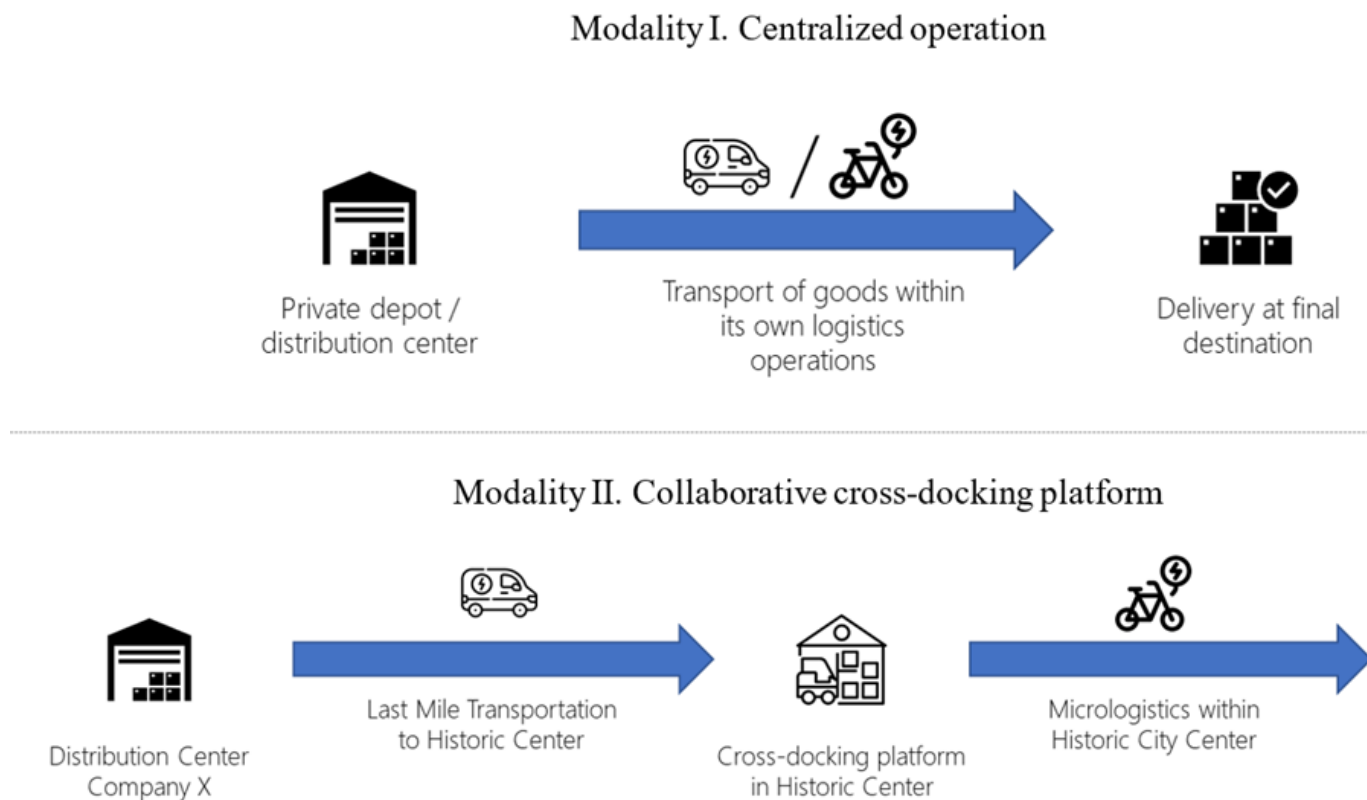 Modality I. Centralized operation
Private depot /
distribution center
Transport of goods within
its own logistics
operations
Delivery at final
destination
Modality II. Collaborative cross-docking platform
Distribution Center
Company X
Last Mile Transportation
to Historic Center
Cross-docking platform
in Historic Center
Micrologistics within
Historic City Center